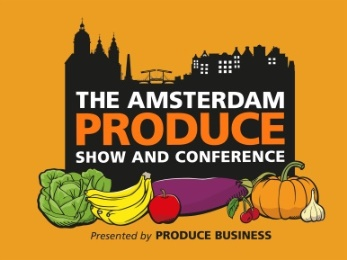 THE AMSTERDAM
PRODUCE
SHOW AND CONFERENCE
Presented by PRODUCE BUSINESS